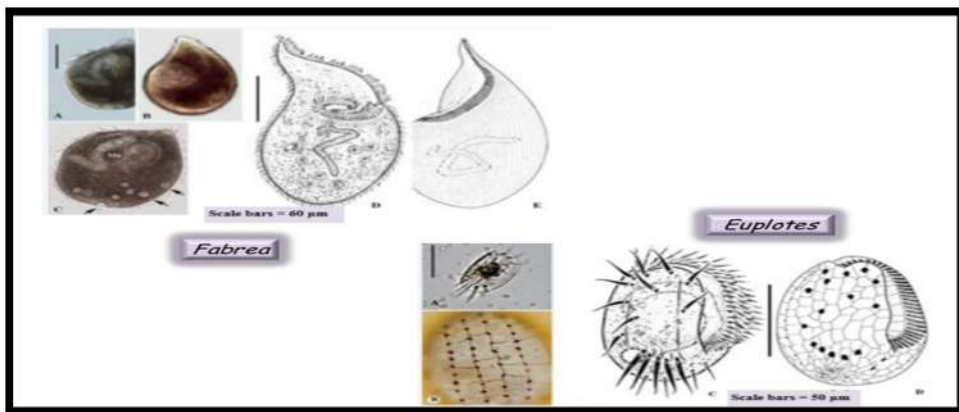 A
B
C
D
E
Scale bars = 60 µm
Fabrea
Euplotes
A
B
C
D
Scale bars = 50 µm